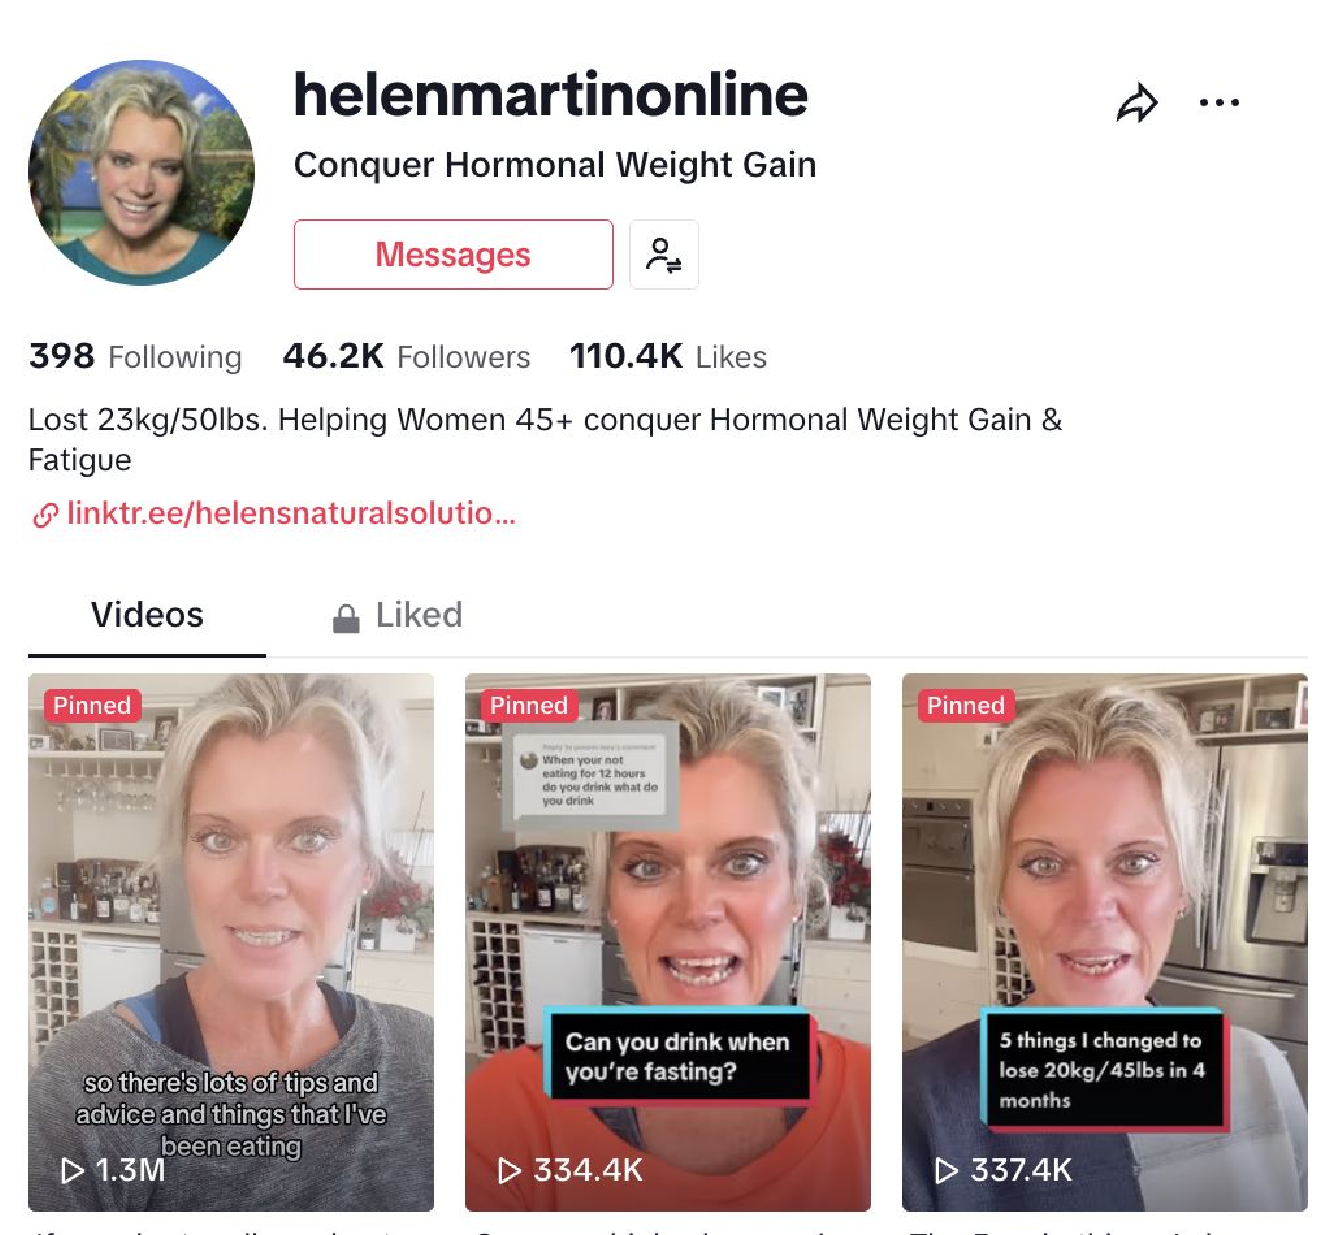 helenmartinonline
Conquer Hormonal Weight Gain
Messages
398 Following 46.2K Followers 110.4K Likes
Lost 23kg/50lbs. Helping Women 45+ conquer Hormonal Weight Gain &
Fatigue
linktr.ee/helensnaturalsolutio...
Videos Liked
Pinned
so there's lots of tips and
advice and things that I've
been eating
1.3M
Pinned
When your not
eating for 12 hours
do you drink what do
you drink
Can you drink when
you're fasting?
334.4K
Pinned
5 things I changed to
lose 20kg/45lbs in 4
months
337.4K